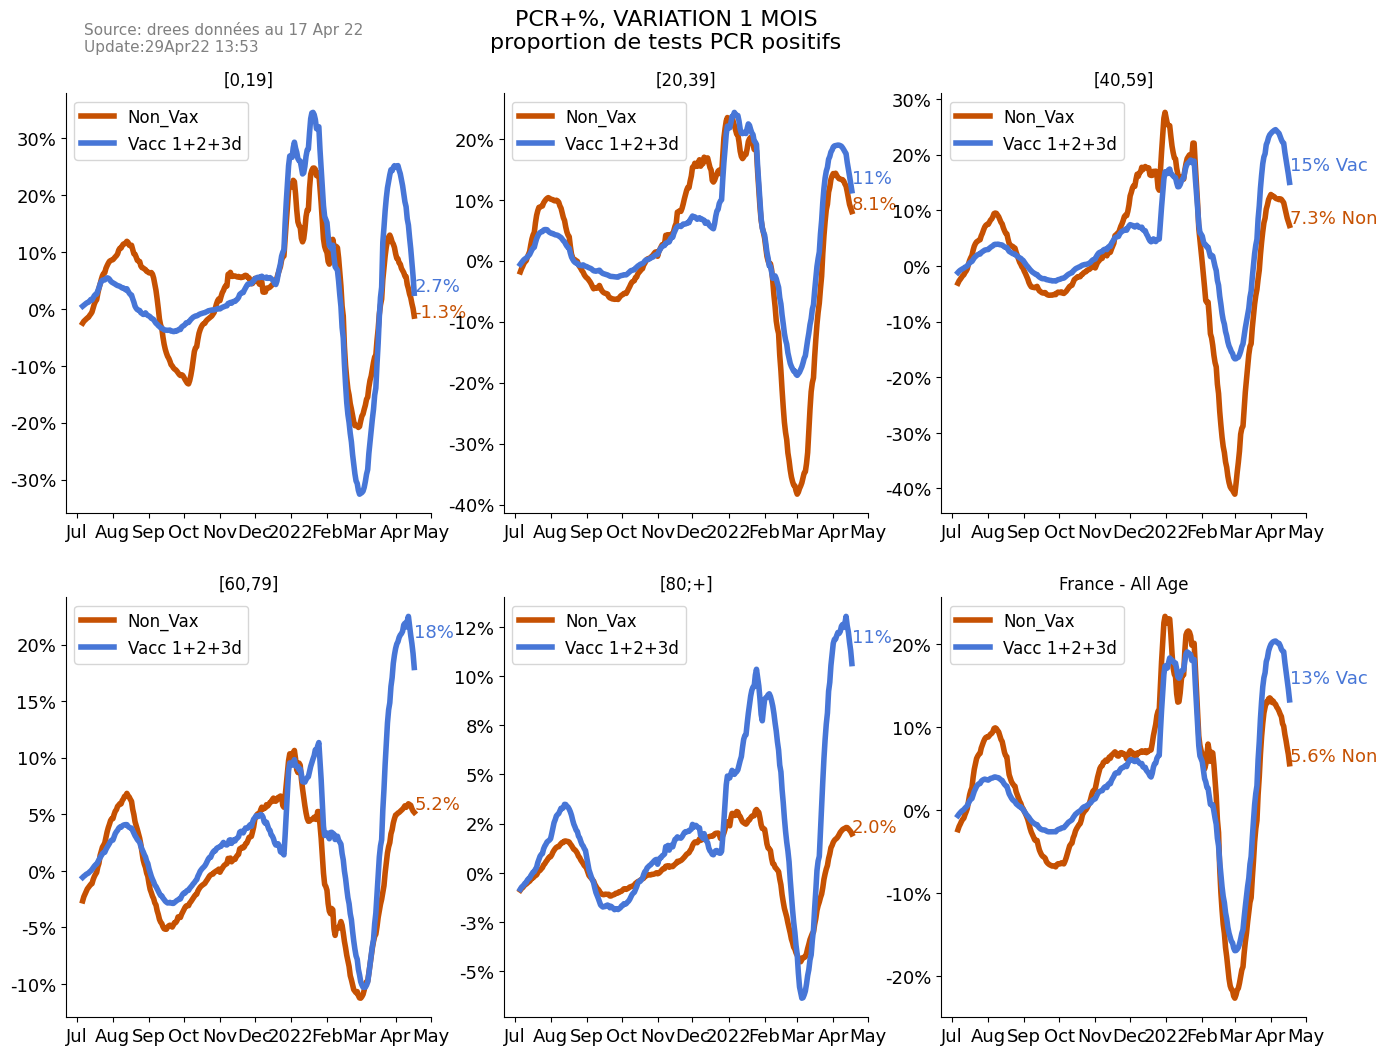 Source: drees données au 17 Apr 22
Update:29Apr22 13:53
PCR+%, VARIATION 1 MOIS
proportion de tests PCR positifs
[0,19]
Non_Vax
Vacc 1+2+3d
30%
20%
10%
0%
-10%
-20%
-30%
2.7%
-1.3%
Jul Aug Sep Oct Nov Dec 2022 Feb Mar Apr May
[20,39]
Non_Vax
Vacc 1+2+3d
20%
10%
0%
-10%
-20%
-30%
-40%
11%
8.1%
Jul Aug Sep Oct Nov Dec 2022 Feb Mar Apr May
[40,59]
Non_Vax
Vacc 1+2+3d
30%
20%
10%
0%
-10%
-20%
-30%
-40%
15% Vac
7.3% Non
Jul Aug Sep Oct Nov Dec 2022 Feb Mar Apr May
[60,79]
Non_Vax
Vacc 1+2+3d
20%
15%
10%
5%
0%
-5%
-10%
18%
5.2%
Jul Aug Sep Oct Nov Dec 2022 Feb Mar Apr May
[80;+]
Non_Vax
Vacc 1+2+3d
12%
10%
8%
5%
2%
0%
-3%
-5%
11%
2.0%
Jul Aug Sep Oct Nov Dec 2022 Feb Mar Apr May
France - All Age
Non_Vax
Vacc 1+2+3d
20%
10%
0%
-10%
-20%
13% Vac
5.6% Non
Jul Aug Sep Oct Nov Dec 2022 Feb Mar Apr May